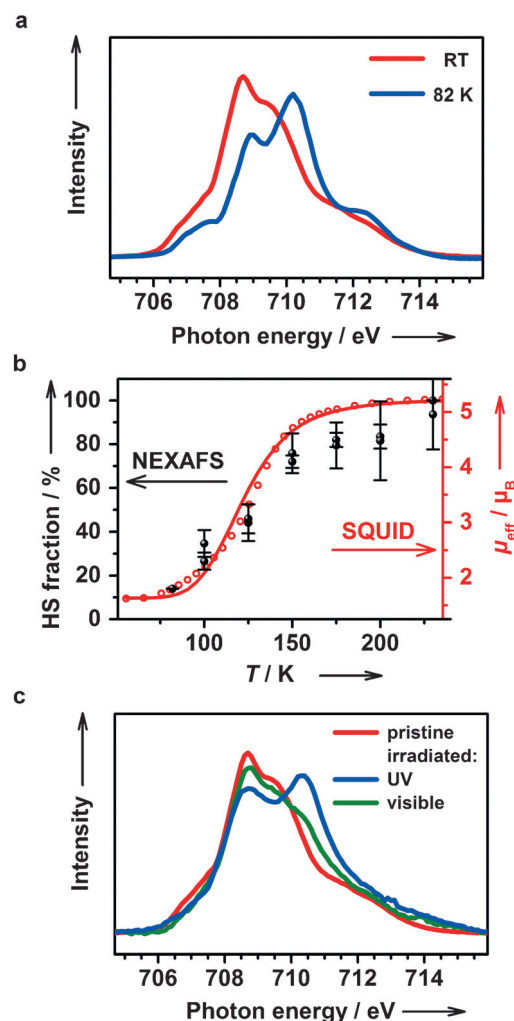 a
Intensity
RT
82 K
706 708 710 712 714
Photon energy / eV
b
HS fraction / %
100
80
60
40
20
0
NEXAFS
SQUID
5
4
3
2
μeff / μB
100 150 200
T / K
c
Intensity
pristine
irradiated:
UV
visible
706 708 710 712 714
Photon energy / eV